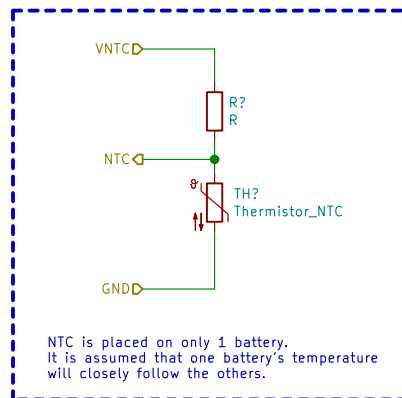 VNTC
R?
R
NTC
ϑ
TH?
Thermistor_NTC
GND
NTC is placed on only 1 battery.
It is assumed that one battery's temperature
will closely follow the others.